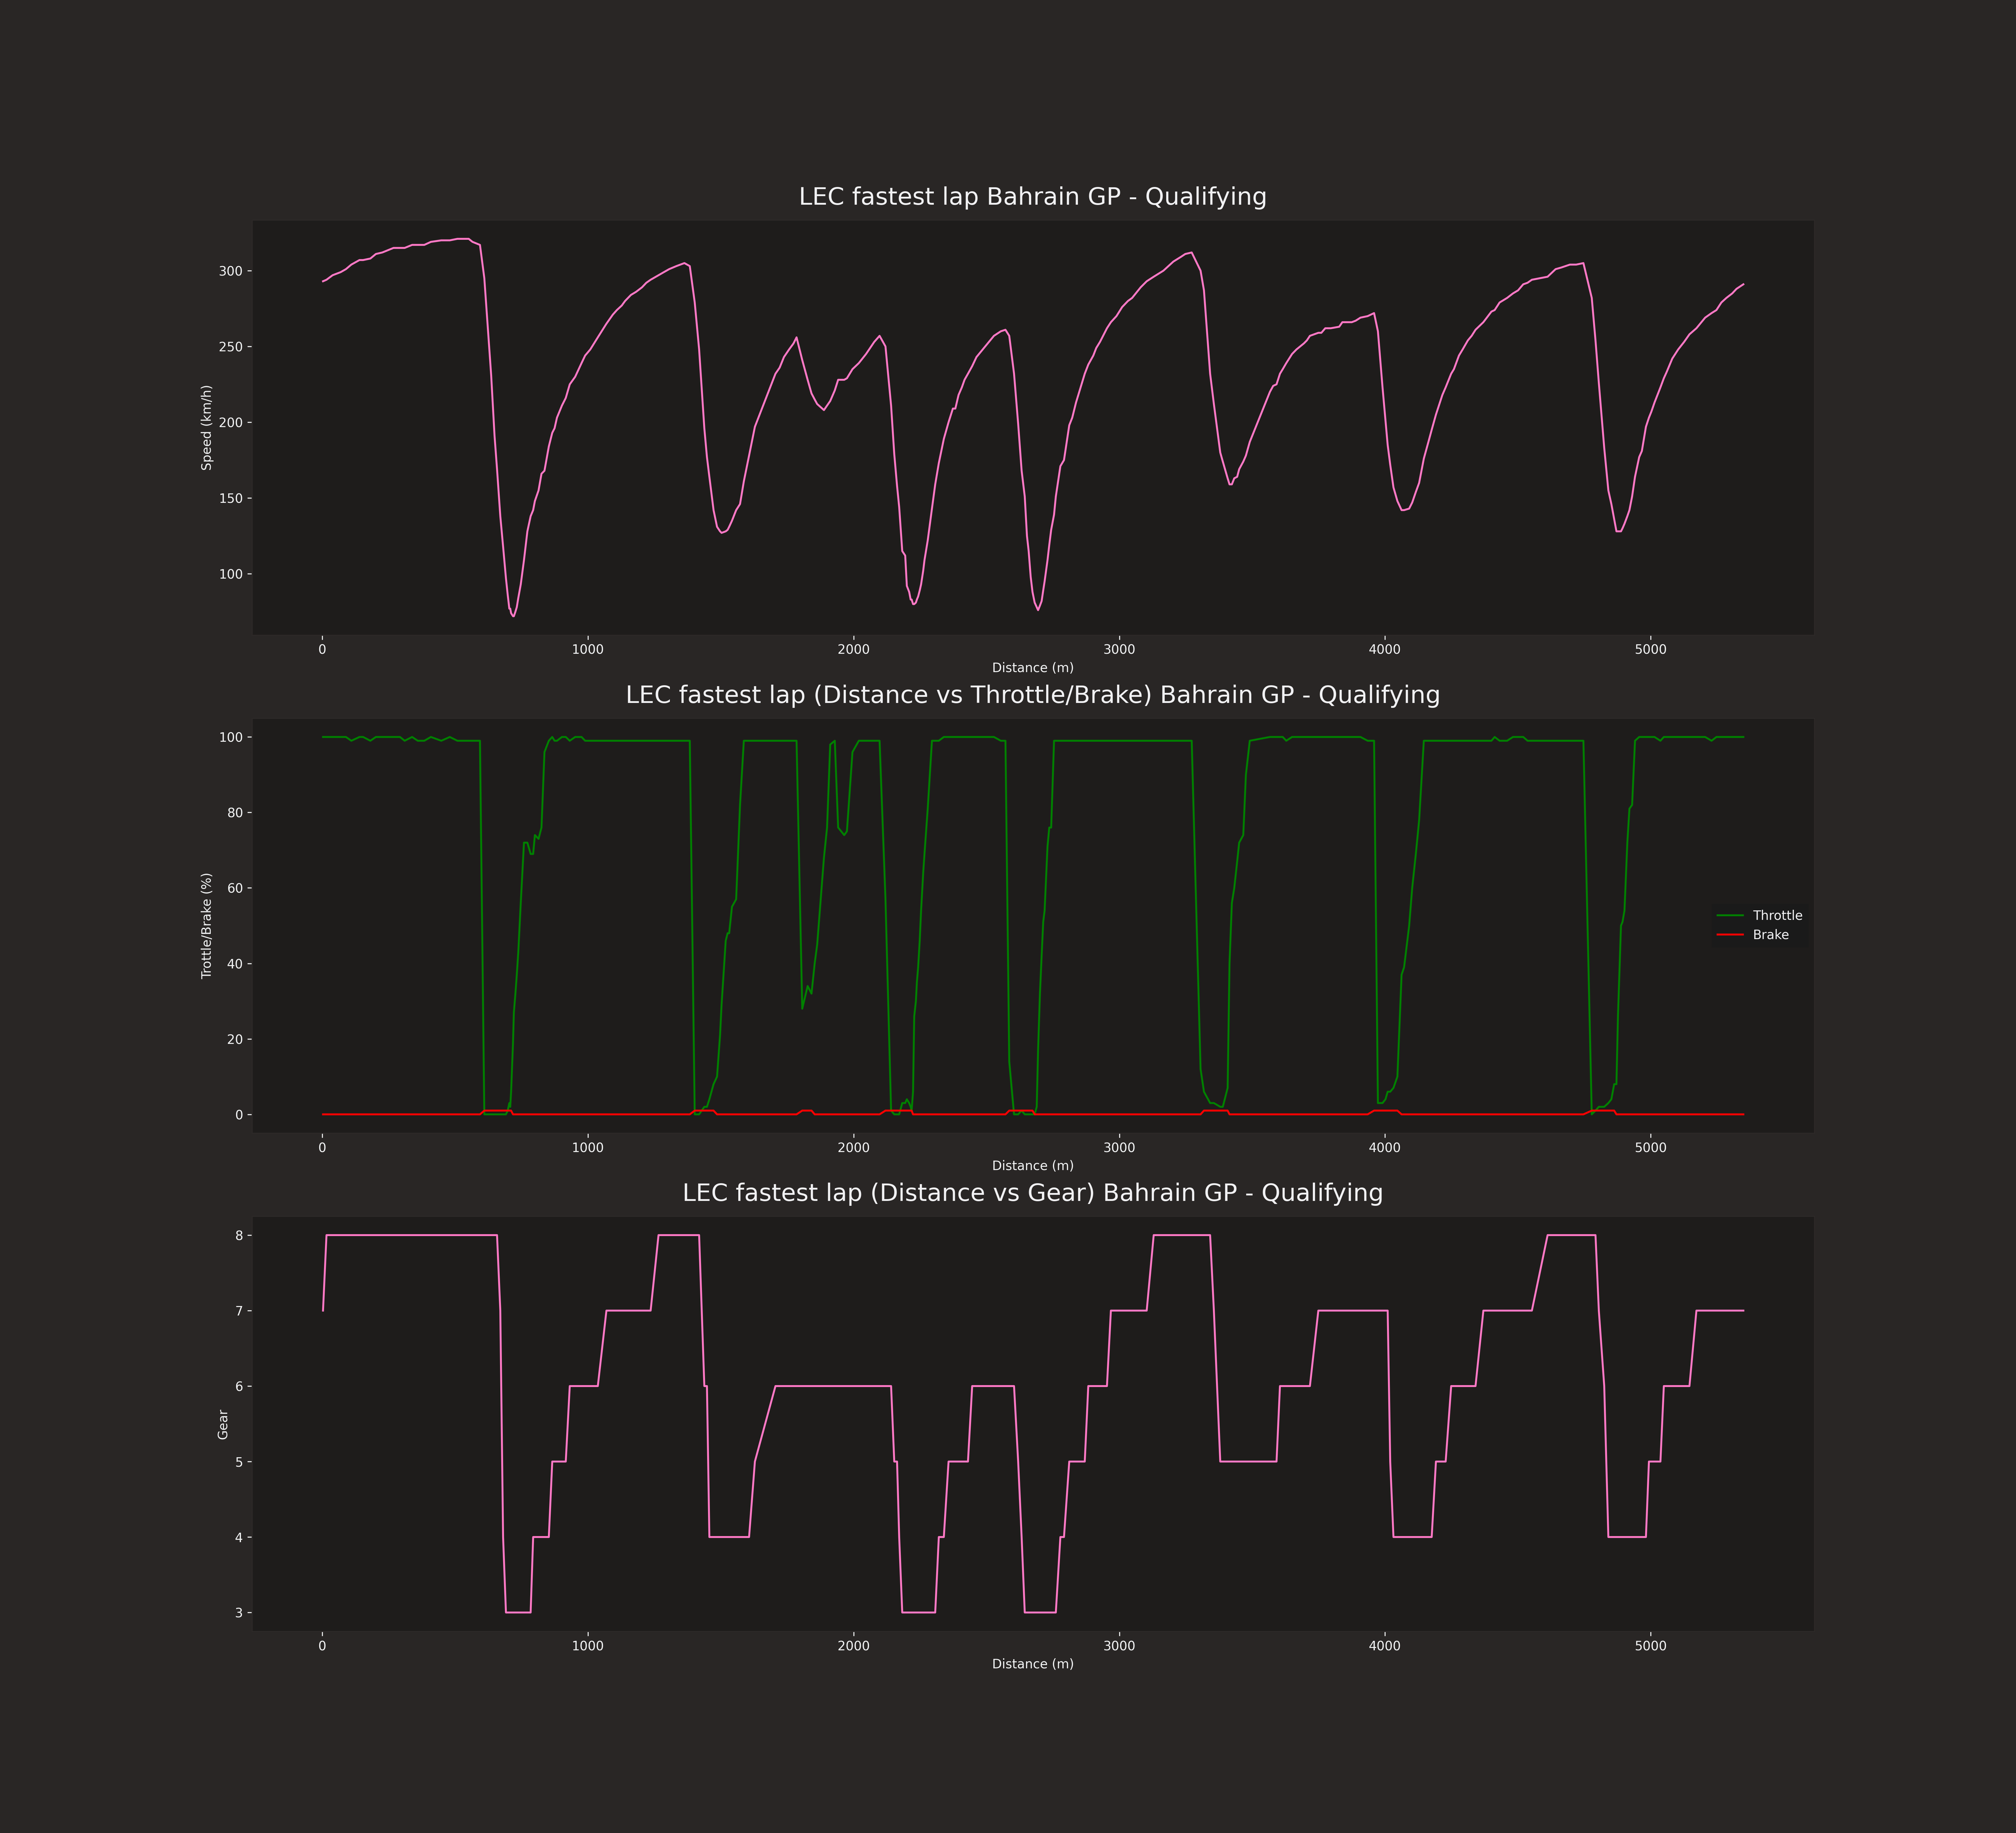 LEC fastest lap Bahrain GP - Qualifying
300
250
200
150
100
Speed (km/h)
0 1000 2000 3000 4000 5000
Distance (m)
LEC fastest lap (Distance vs Throttle/Brake) Bahrain GP - Qualifying
100
80
60
40
20
0
Trottle/Brake (%)
Throttle
Brake
0 1000 2000 3000 4000 5000
Distance (m)
LEC fastest lap (Distance vs Gear) Bahrain GP - Qualifying
8
7
6
5
4
3
Gear
0 1000 2000 3000 4000 5000
Distance (m)